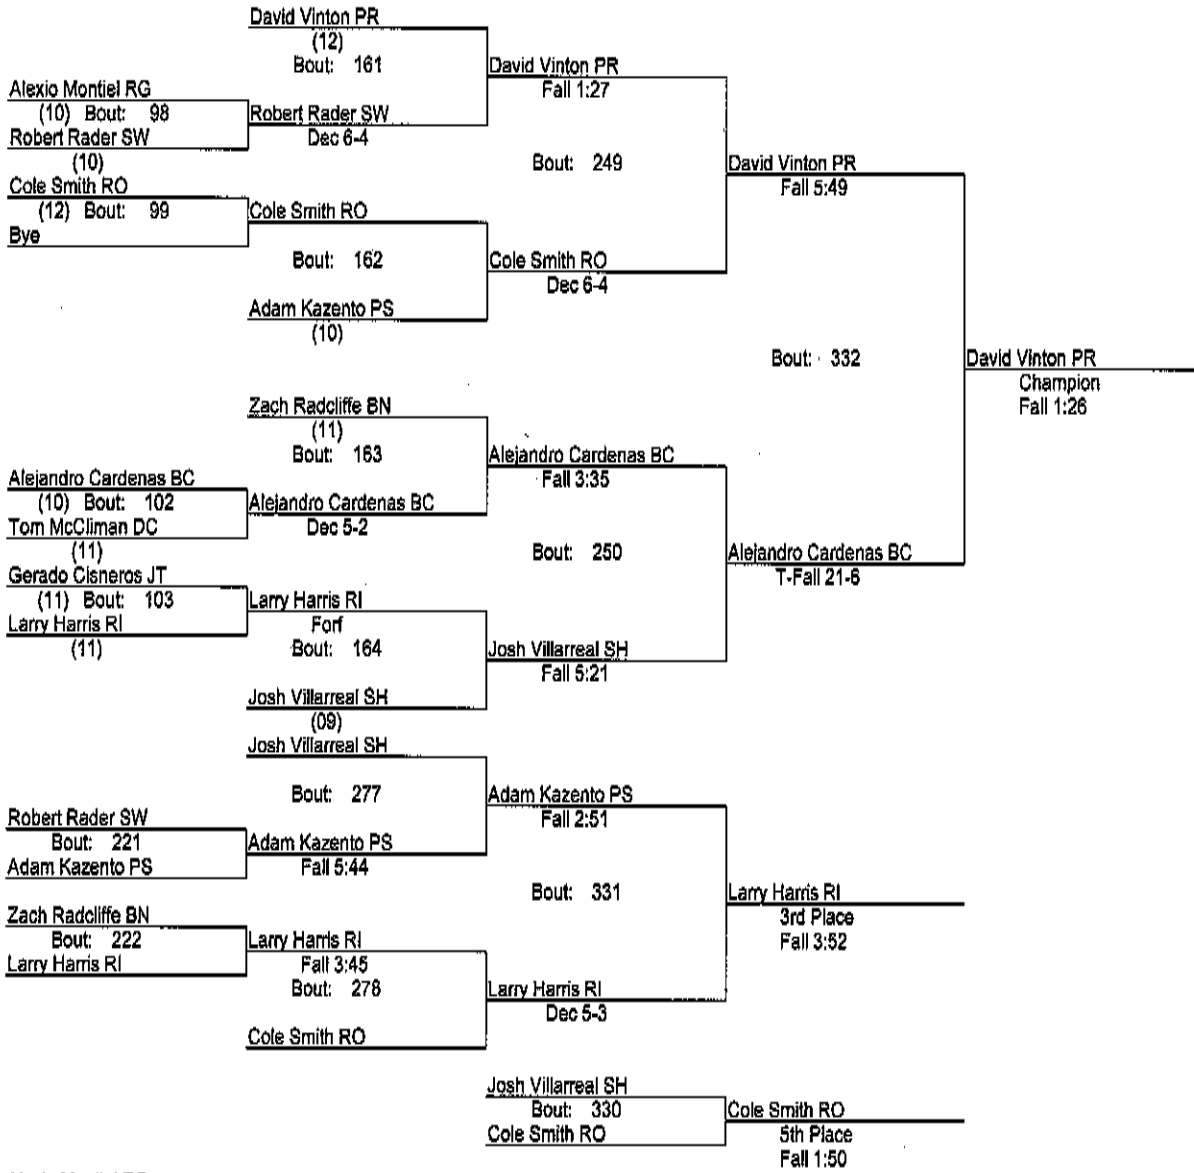 David Vinton PR
(12)
Bout: 161
David Vinton PR
Fall 1:27
Alexio Montiel RG
(10) Bout: 98
Robert Rader SW
Dec 6-4
Robert Rader SW
(10)
Bout: 249
David Vinton PR
Fall 5:49
Cole Smith RO
(12) Bout: 99
Cole Smith RO
Bye
Bout: 162
Cole Smith RO
Dec 6-4
Adam Kazento PS
(10)
Bout: 332
David Vinton PR
Champion
Fall 1:26
Zach Radcliffe BN
(11)
Bout: 163
Alejandro Cardenas BC
Fall 3:35
Alejandro Cardenas BC
(10) Bout: 102
Alejandro Cardenas BC
Dec 5-2
Tom McCliman DC
(11)
Bout: 250
Alejandro Cardenas BC
T-Fall 21-6
Gerado Cisneros JT
(11) Bout: 103
Larry Harris RI
Forf
Larry Harris RI
(11)
Bout: 164
Josh Villarreal SH
Fall 5:21
Josh Villarreal SH
(09)
Josh Villarreal SH
Bout: 277
Adam Kazento PS
Fall 2:51
Robert Rader SW
Bout: 221
Adam Kazento PS
Fall 5:44
Adam Kazento PS
Bout: 331
Larry Harris RI
3rd Place
Fall 3:52
Zach Radcliffe BN
Bout: 222
Larry Harris RI
Fall 3:45
Larry Harris RI
Bout: 278
Larry Harris RI
Dec 5-3
Cole Smith RO
Josh Villarreal SH
Bout: 330
Cole Smith RO
Cole Smith RO
5th Place
Fall 1:50